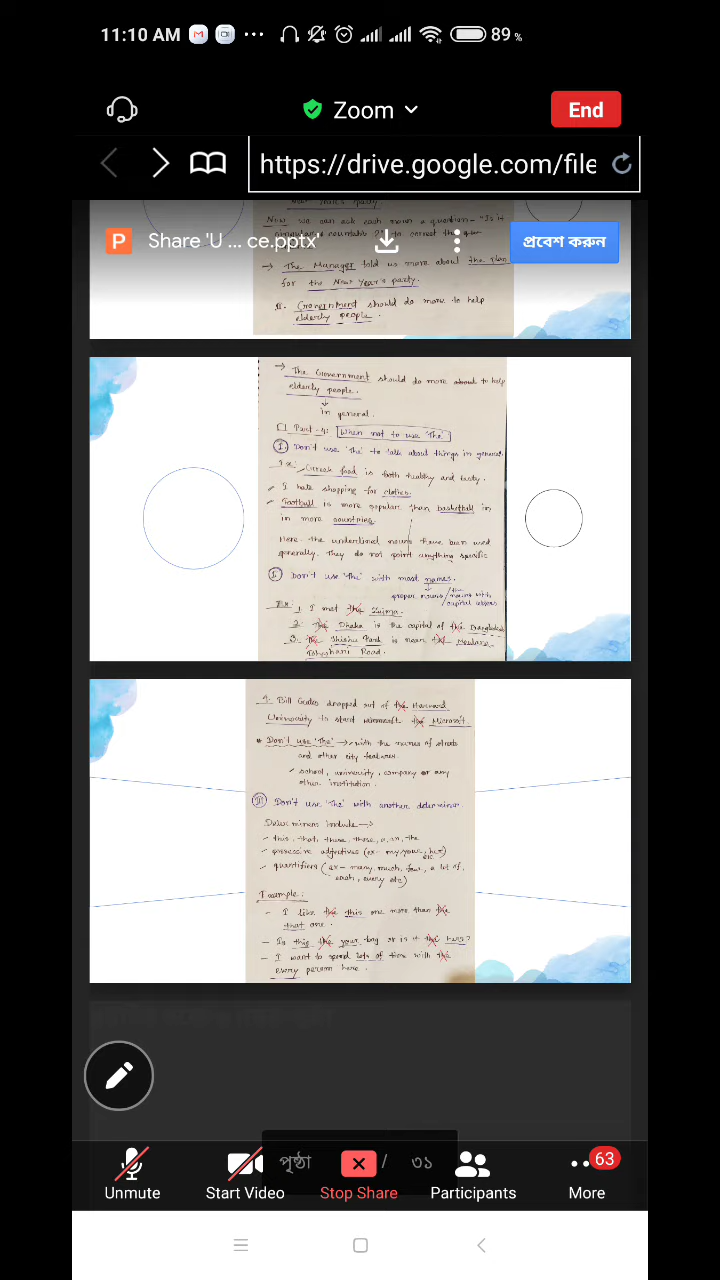 11:10 AM ... 89%
Zoom End
https://drive.google.com/file
Now we can ask each noun a question – "Is it
singular or countable ?" to correct the
P Share 'U ... ce.pptx' প্রবেশ করুন
→ The Manager told us more about the plan
for the New Year's party.
II. Government should do more to help
elderly people.
→ The Government should do more about to help
elderly people.
in general.
Part-4: When not to use 'The'
I Don't use 'The' to talk about things in general.
Ex: Greek food is both healthy and tasty.
I hate shopping for clothes.
Football is more popular than basketball in
in more countries.
Here the underlined nouns have been used
generally. They do not point anything specific
II Don't use 'The' with most names.
proper nouns / the nouns with
capital letters
Ex: 1. I met the Zaima.
2. The Dhaka is the capital of the Bangladesh
3. The Shishu Park is near the Moulana
Bhashani Road.
4. Bill Gates dropped out of the Harvard
University to start the Microsoft.
* Don't use 'The' → with the names of streets
and other city features.
school, university, company or any
other institution.
III Don't use 'The' with another determiner
Determiners include →
this, that, these, those, a, an, the
possessive adjectives (ex- my, your, her
etc)
quantifiers (ex- many, much, few, a lot of,
each, every etc)
Example:
– I like the this one more than the
that one.
– Is this the your bag or is it the hers?
– I want to spend lots of time with the
every person here.
পৃষ্ঠা / ৩১
63
Unmute Start Video Stop Share Participants More